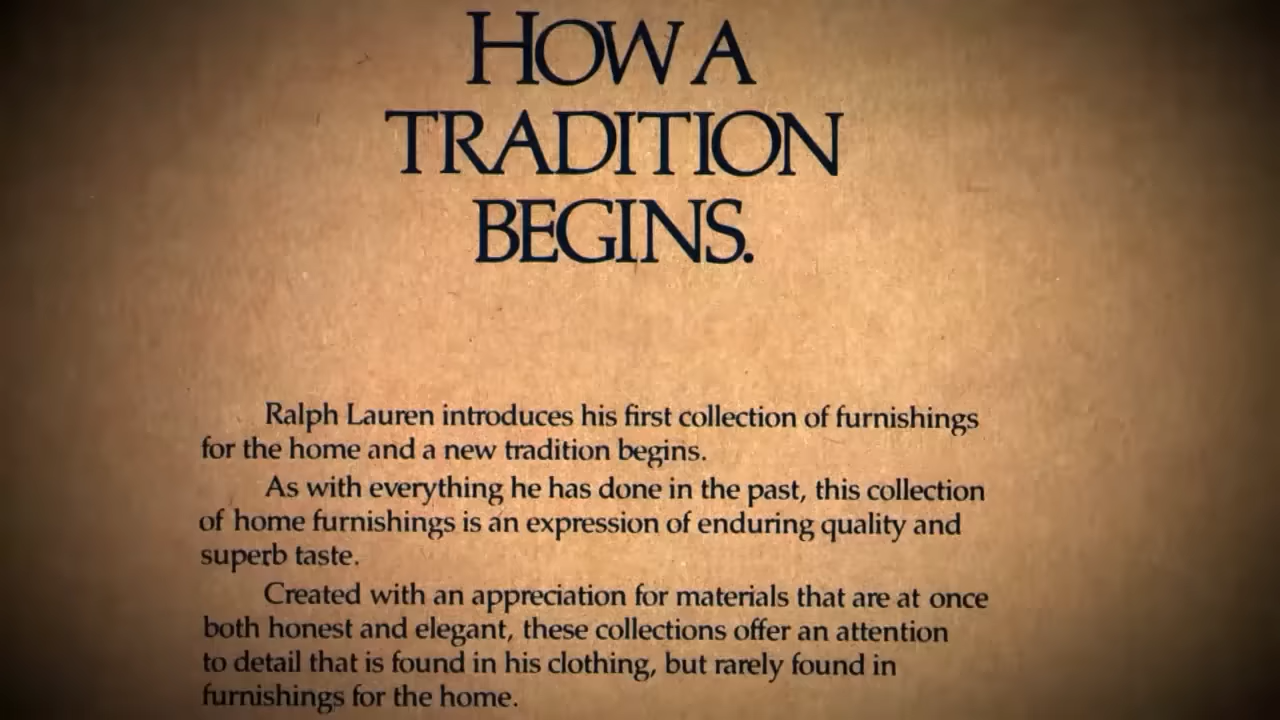 HOW A
TRADITION
BEGINS.
Ralph Lauren introduces his first collection of furnishings
for the home and a new tradition begins.
As with everything he has done in the past, this collection
of home furnishings is an expression of enduring quality and
superb taste.
Created with an appreciation for materials that are at once
both honest and elegant, these collections offer an attention
to detail that is found in his clothing, but rarely found in
furnishings for the home.